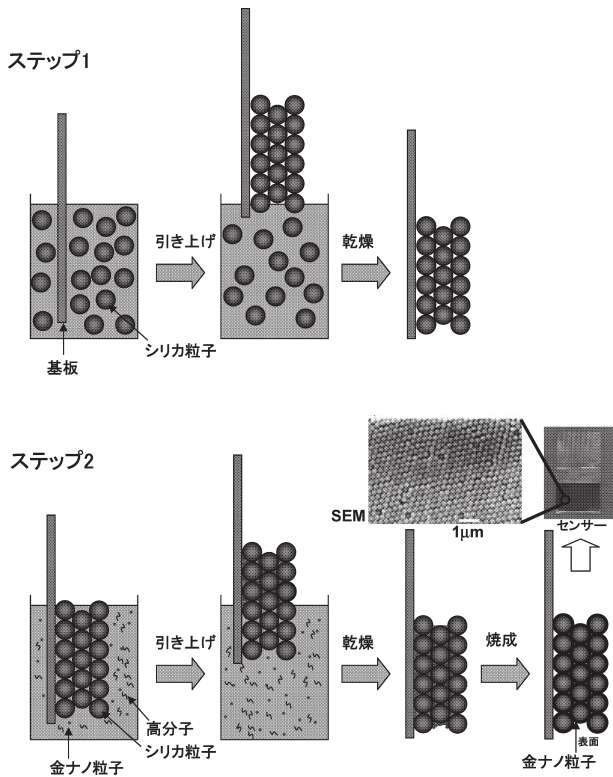 ステップ1
引き上げ
乾燥
シリカ粒子
基板
ステップ2
SEM
1μm
センサー
引き上げ
乾燥
焼成
高分子
シリカ粒子
金ナノ粒子
表面
金ナノ粒子